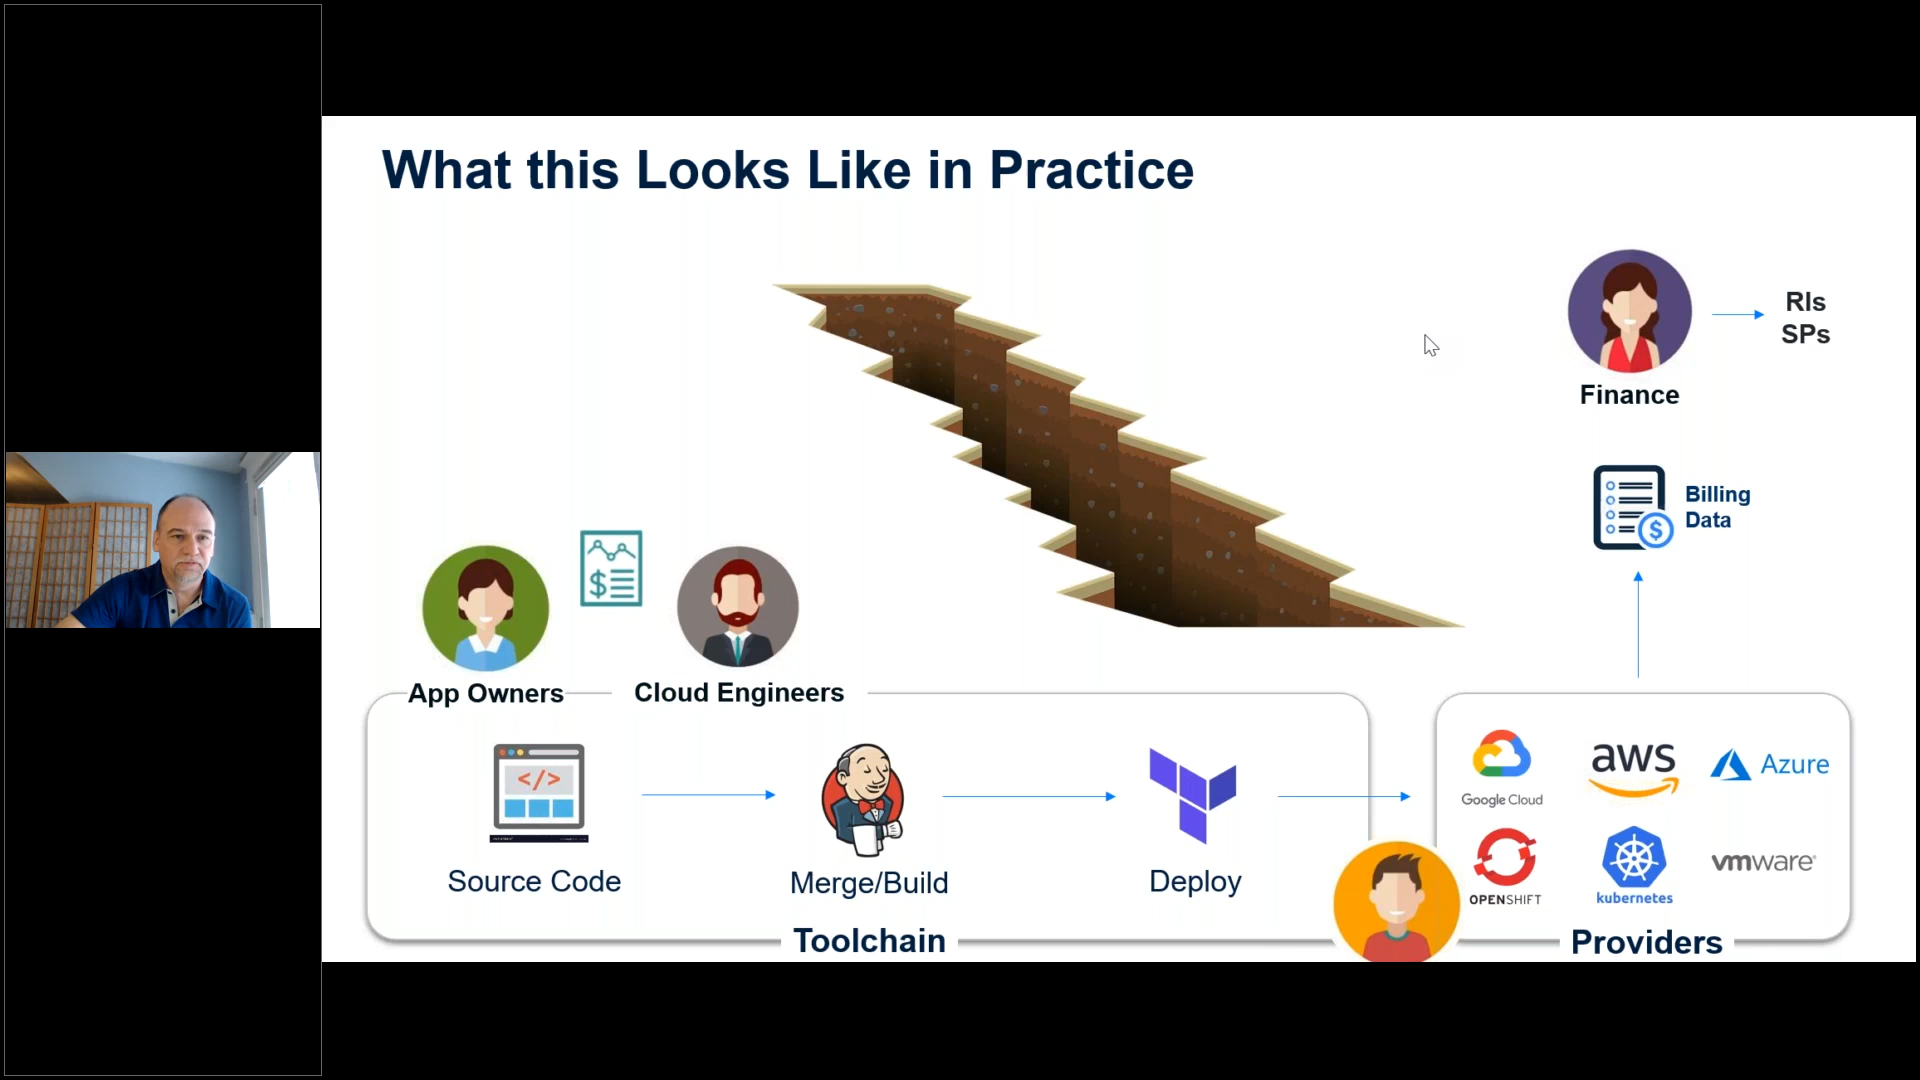 What this Looks Like in Practice
RIs
SPs
Finance
Billing
Data
$
$
App Owners
Cloud Engineers
</>
Source Code
Merge/Build
Deploy
Toolchain
Google Cloud
aws
Azure
OPENSHIFT
kubernetes
vmware
Providers